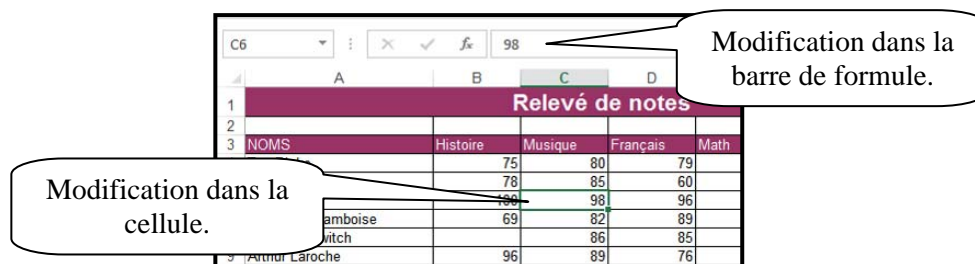 C6 fx 98
Modification dans la
barre de formule.
A B C D
1 Relevé de notes
2
3 NOMS Histoire Musique Français Math
75 80 79
78 85 60
98 96
Modification dans la
cellule.
amboise 69 82 89
witch 86 85
9 Arthur Laroche 96 89 76